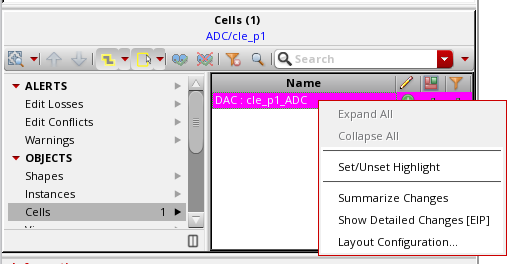 Cells (1)
ADC/cle_p1
Search
ALERTS
Edit Losses
Edit Conflicts
Warnings
OBJECTS
Shapes
Instances
Cells 1
Name
DAC : cle_p1_ADC
Expand All
Collapse All
Set/Unset Highlight
Summarize Changes
Show Detailed Changes [EIP]
Layout Configuration...